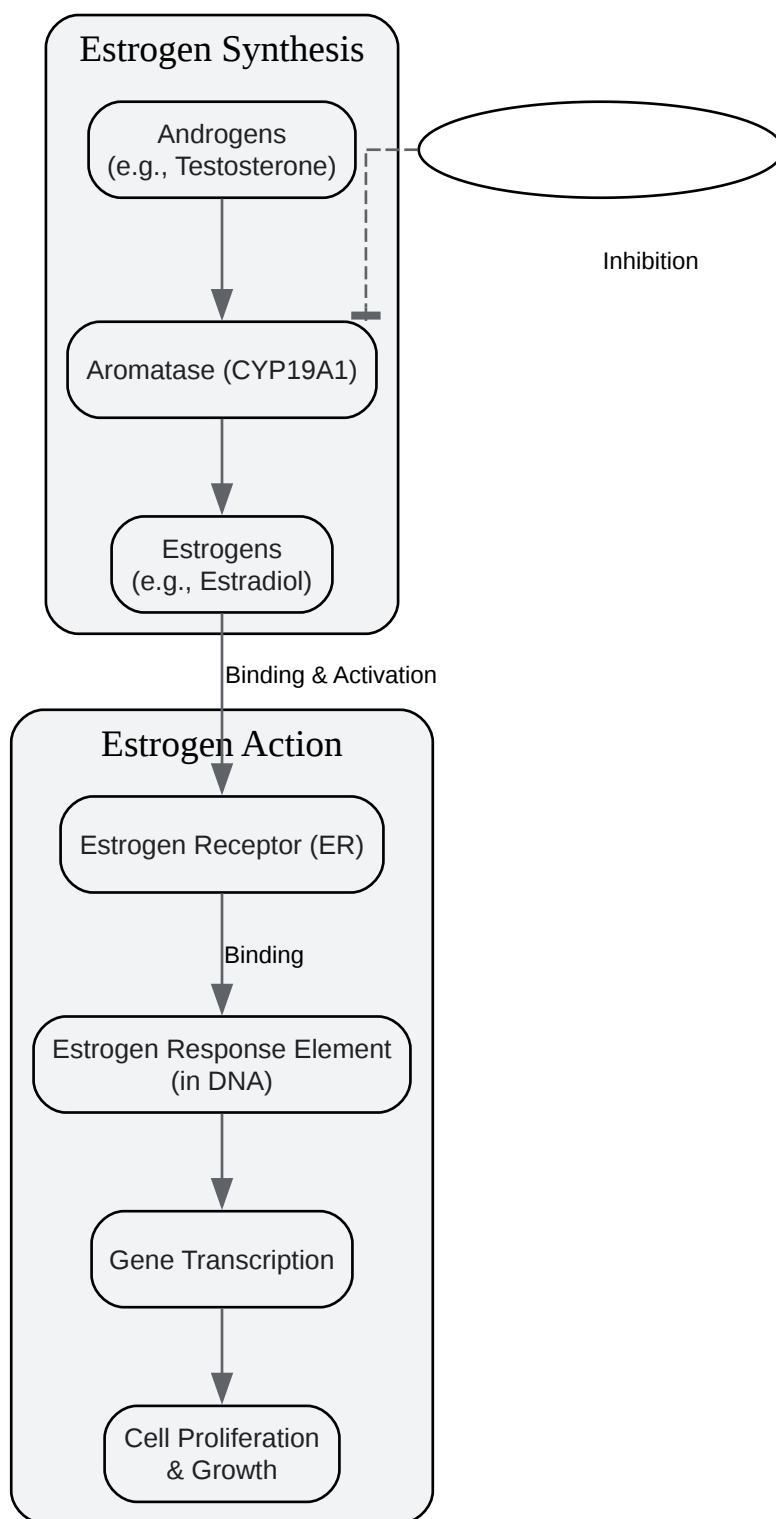 Estrogen Synthesis
Androgens
(e.g., Testosterone)
Inhibition
Aromatase (CYP19A1)
Estrogens
(e.g., Estradiol)
Binding & Activation
Estrogen Action
Estrogen Receptor (ER)
Binding
Estrogen Response Element
(in DNA)
Gene Transcription
Cell Proliferation
& Growth